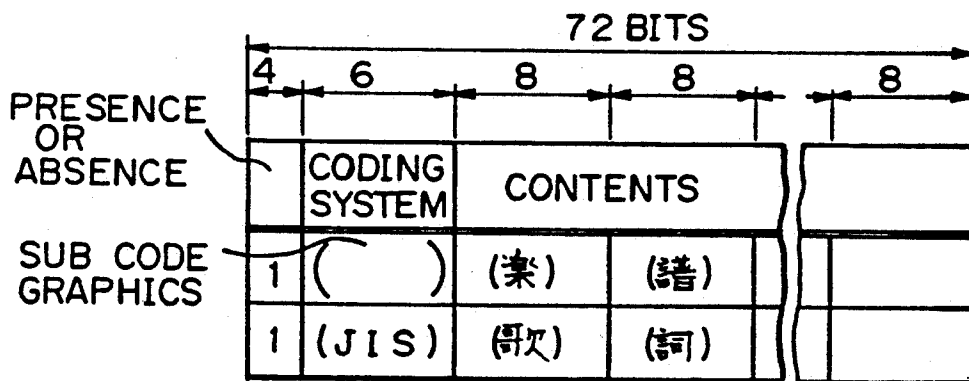 72 BITS
4 6 8 8 8
PRESENCE
OR
ABSENCE
CODING
SYSTEM
CONTENTS
SUB CODE
GRAPHICS
1 ( ) (楽) (譜)
1 (JIS) (歌) (詞)